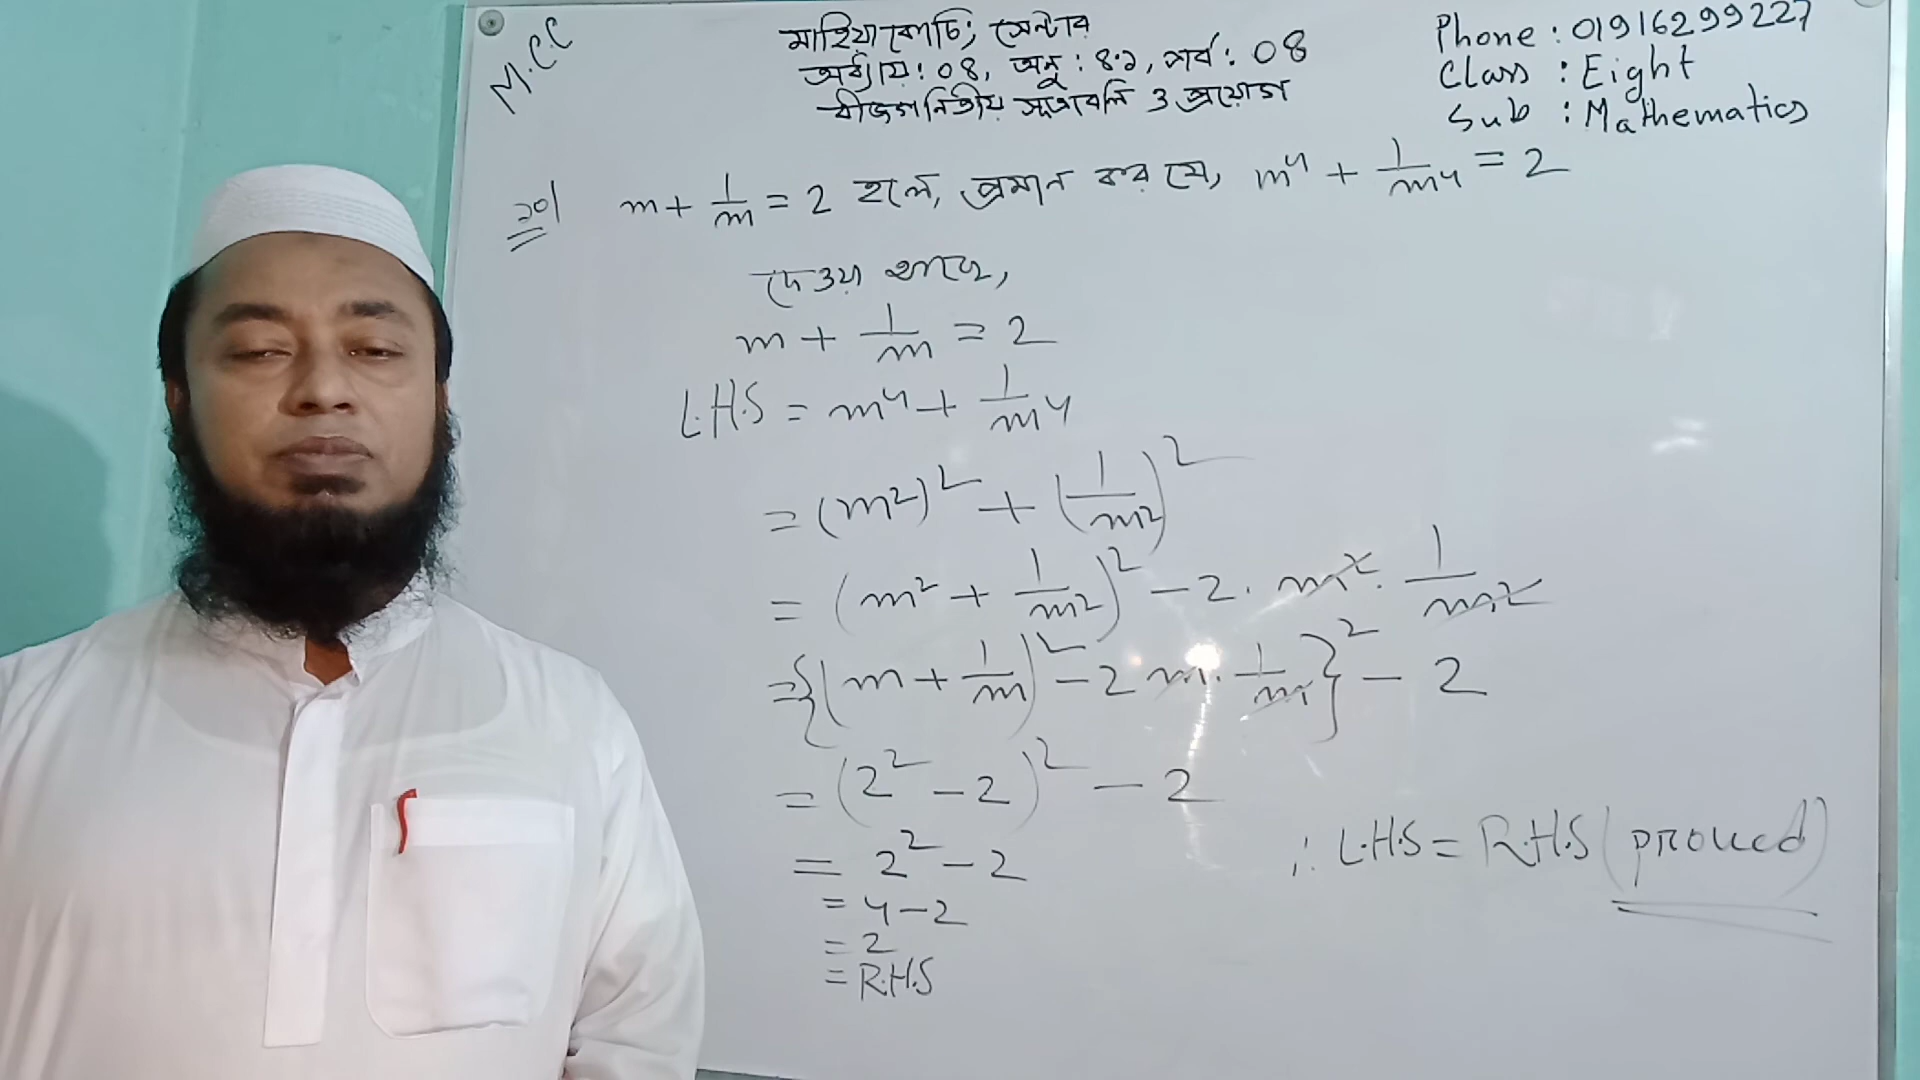 M.C.C
মাহিয়া কোচিং সেন্টার
অধ্যায়: ০৪, অনু: ৪.১, পর্ব: ০৪
বীজগনিতীয় সূত্রাবলি ও প্রয়োগ
Phone : 01916299227
Class : Eight
Sub : Mathematics
২০। m + 1/m = 2 হলে, প্রমান কর যে, m⁴ + 1/m⁴ = 2
দেওয়া আছে,
m + 1/m = 2
L.H.S = m⁴ + 1/m⁴
= (m²)² + (1/m²)²
= (m² + 1/m²)² − 2. m². 1/m²
= {(m + 1/m)² − 2 m. 1/m}² − 2
= (2² − 2)² − 2
= 2² − 2
= 4 − 2
= 2
= R.H.S
∴ L.H.S = R.H.S (proved)